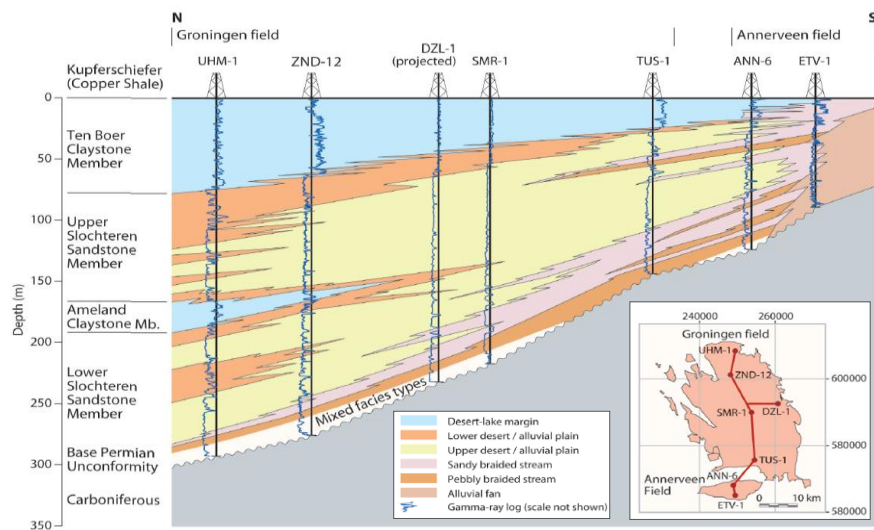 N
S
Groningen field
Annerveen field
Kupferschiefer
(Copper Shale)
UHM-1
ZND-12
DZL-1
(projected)
SMR-1
TUS-1
ANN-6
ETV-1
0
50
100
150
200
250
300
350
Depth (m)
Ten Boer
Claystone
Member
Upper
Slochteren
Sandstone
Member
Ameland
Claystone Mb.
Lower
Slochteren
Sandstone
Member
Base Permian
Unconformity
Carboniferous
Mixed facies types
Desert-lake margin
Lower desert / alluvial plain
Upper desert / alluvial plain
Sandy braided stream
Pebbly braided stream
Alluvial fan
Gamma-ray log (scale not shown)
240000
260000
Groningen field
UHM-1
ZND-12
600000
SMR-1
DZL-1
580000
TUS-1
ANN-6
Annerveen
Field
ETV-1
0 10 km
580000